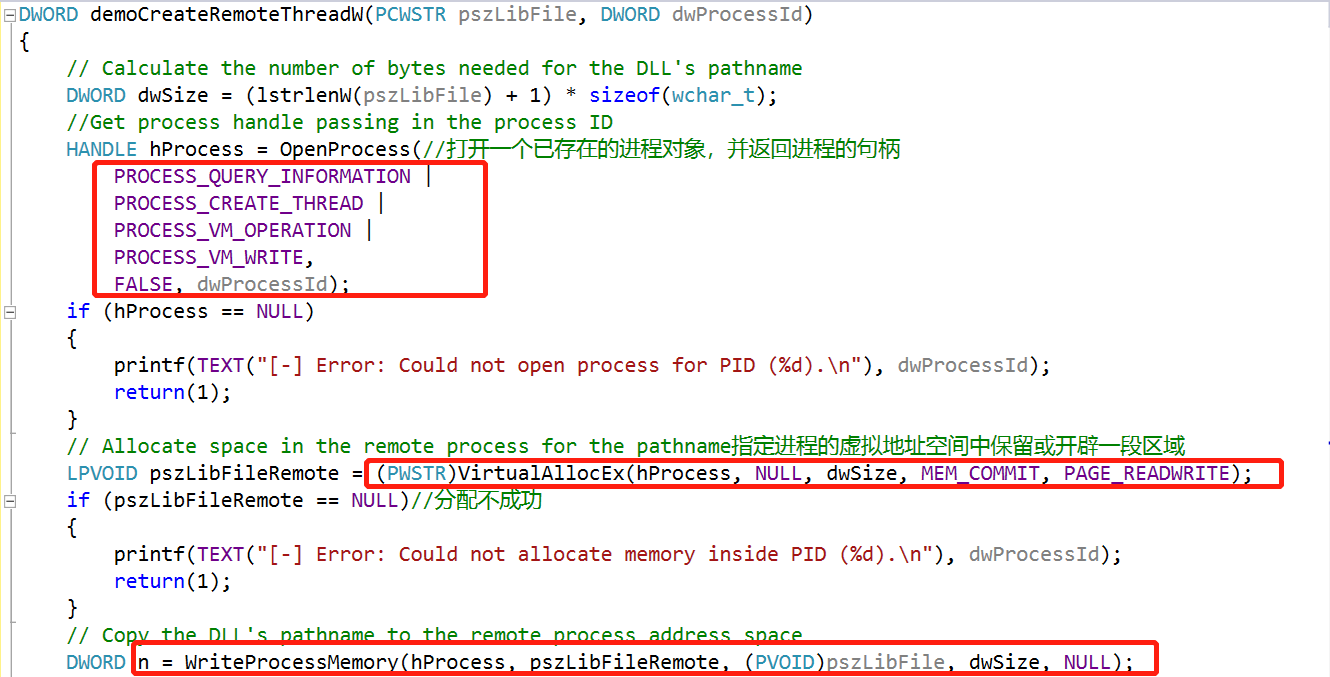 DWORD demoCreateRemoteThreadW(PCWSTR pszLibFile, DWORD dwProcessId)
{
    // Calculate the number of bytes needed for the DLL's pathname
    DWORD dwSize = (lstrlenW(pszLibFile) + 1) * sizeof(wchar_t);
    //Get process handle passing in the process ID
    HANDLE hProcess = OpenProcess(//打开一个已存在的进程对象，并返回进程的句柄
        PROCESS_QUERY_INFORMATION |
        PROCESS_CREATE_THREAD |
        PROCESS_VM_OPERATION |
        PROCESS_VM_WRITE,
        FALSE, dwProcessId);
    if (hProcess == NULL)
    {
        printf(TEXT("[-] Error: Could not open process for PID (%d).\n"), dwProcessId);
        return(1);
    }
    // Allocate space in the remote process for the pathname指定进程的虚拟地址空间中保留或开辟一段区域
    LPVOID pszLibFileRemote = (PWSTR)VirtualAllocEx(hProcess, NULL, dwSize, MEM_COMMIT, PAGE_READWRITE);
    if (pszLibFileRemote == NULL)//分配不成功
    {
        printf(TEXT("[-] Error: Could not allocate memory inside PID (%d).\n"), dwProcessId);
        return(1);
    }
    // Copy the DLL's pathname to the remote process address space
    DWORD n = WriteProcessMemory(hProcess, pszLibFileRemote, (PVOID)pszLibFile, dwSize, NULL);